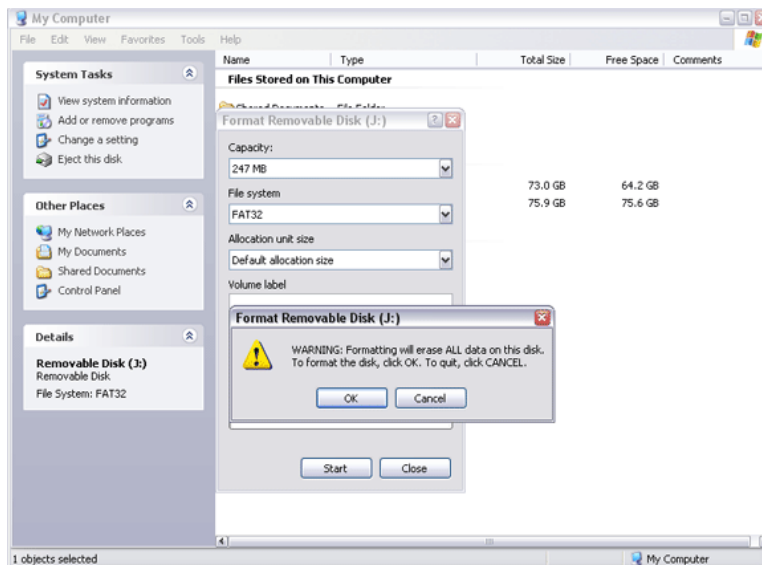 My Computer
File Edit View Favorites Tools Help
Name Type Total Size Free Space Comments
System Tasks
View system information
Add or remove programs
Change a setting
Eject this disk
Other Places
My Network Places
My Documents
Shared Documents
Control Panel
Details
Removable Disk (J:)
Removable Disk
File System: FAT32
Files Stored on This Computer
Shared Documents File Folder
73.0 GB 64.2 GB
75.9 GB 75.6 GB
Format Removable Disk (J:)
Capacity:
247 MB
File system
FAT32
Allocation unit size
Default allocation size
Volume label
Format Removable Disk (J:)
WARNING: Formatting will erase ALL data on this disk.
To format the disk, click OK. To quit, click CANCEL.
OK Cancel
Start Close
1 objects selected
My Computer